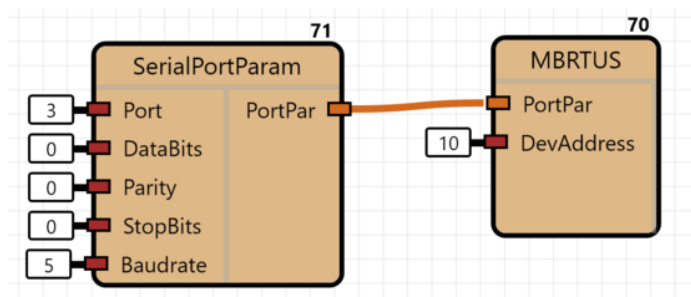 71
SerialPortParam
3 Port PortPar
0 DataBits
0 Parity
0 StopBits
5 Baudrate
70
MBRTUS
PortPar
10 DevAddress